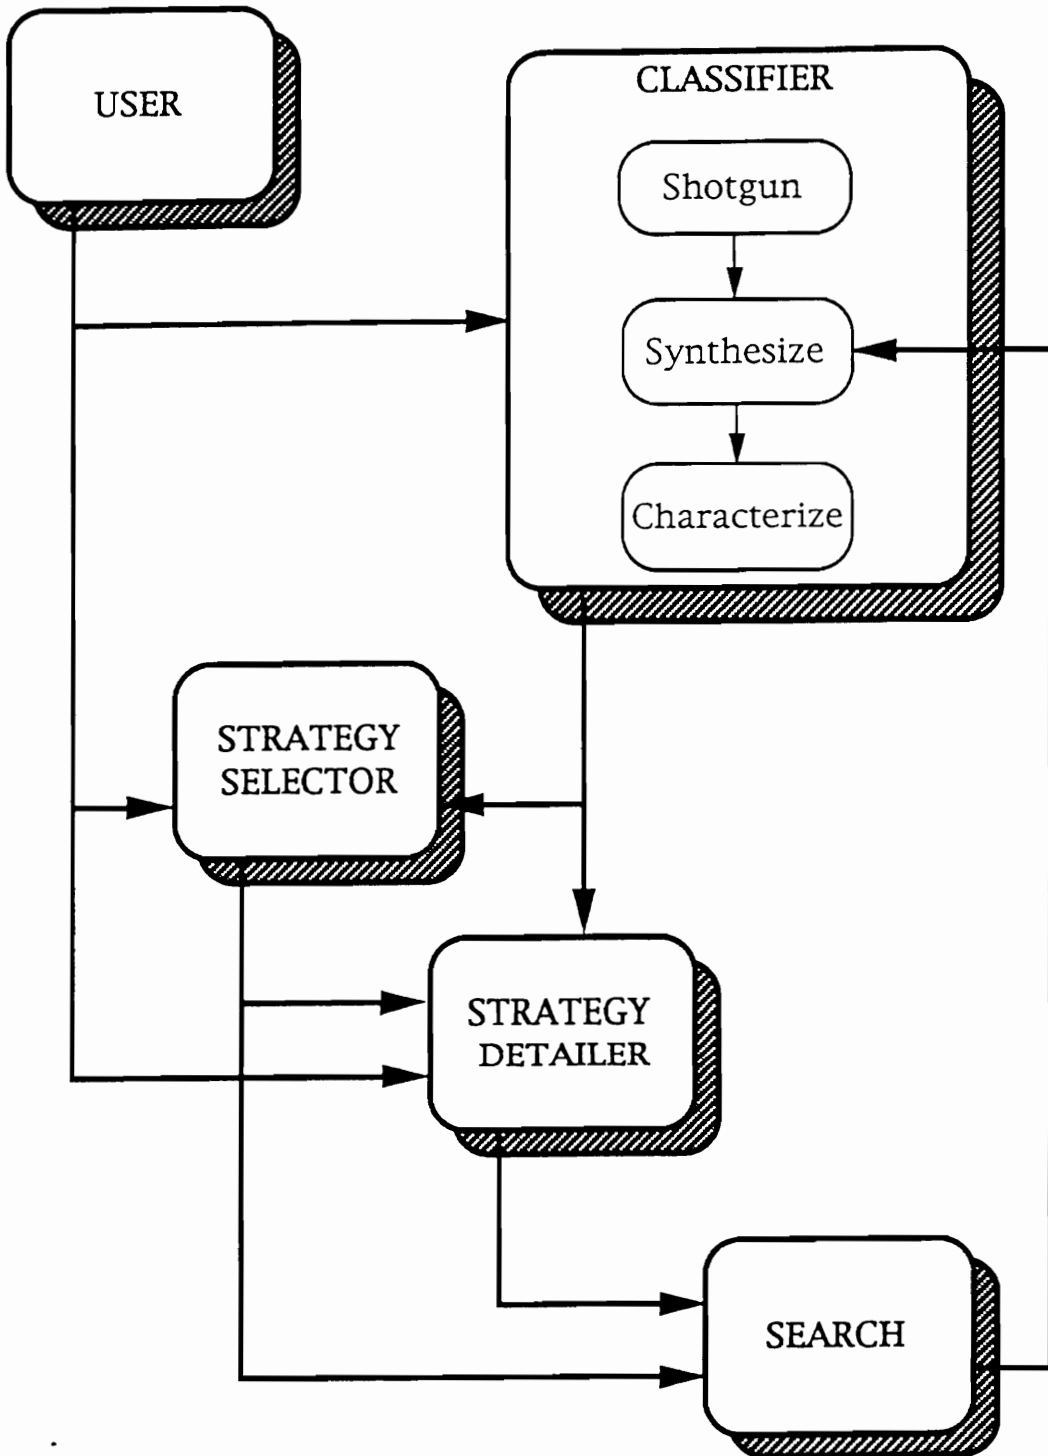 USER
CLASSIFIER
Shotgun
Synthesize
Characterize
STRATEGY
SELECTOR
STRATEGY
DETAILER
SEARCH